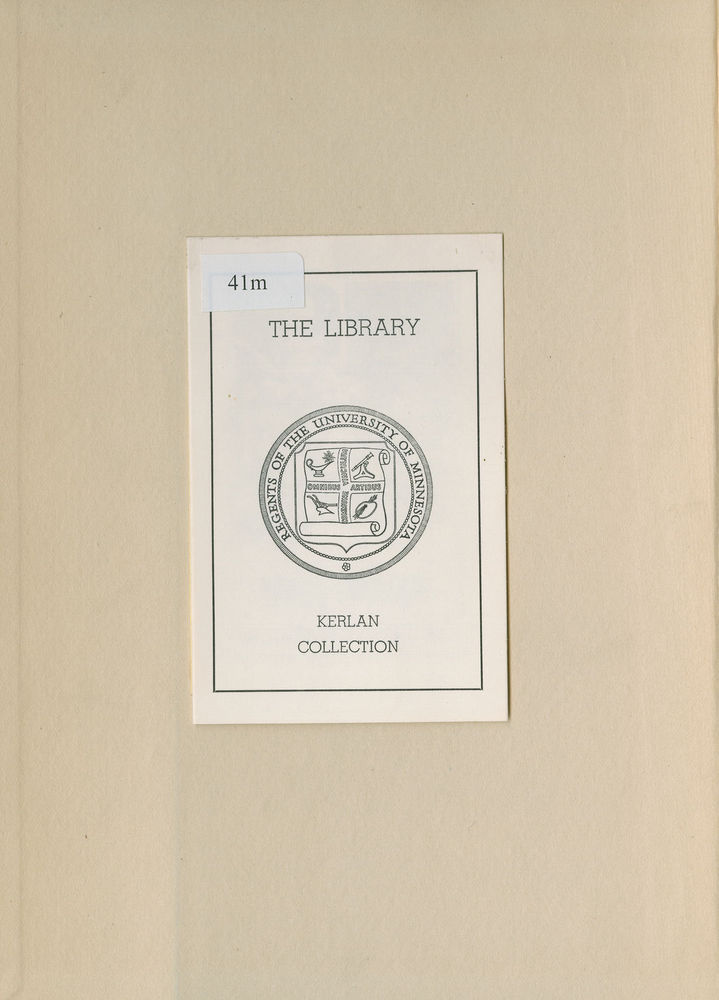 41m
THE LIBRARY
REGENTS OF THE UNIVERSITY OF MINNESOTA
OMNIBUS ARTIBUS
KERLAN
COLLECTION